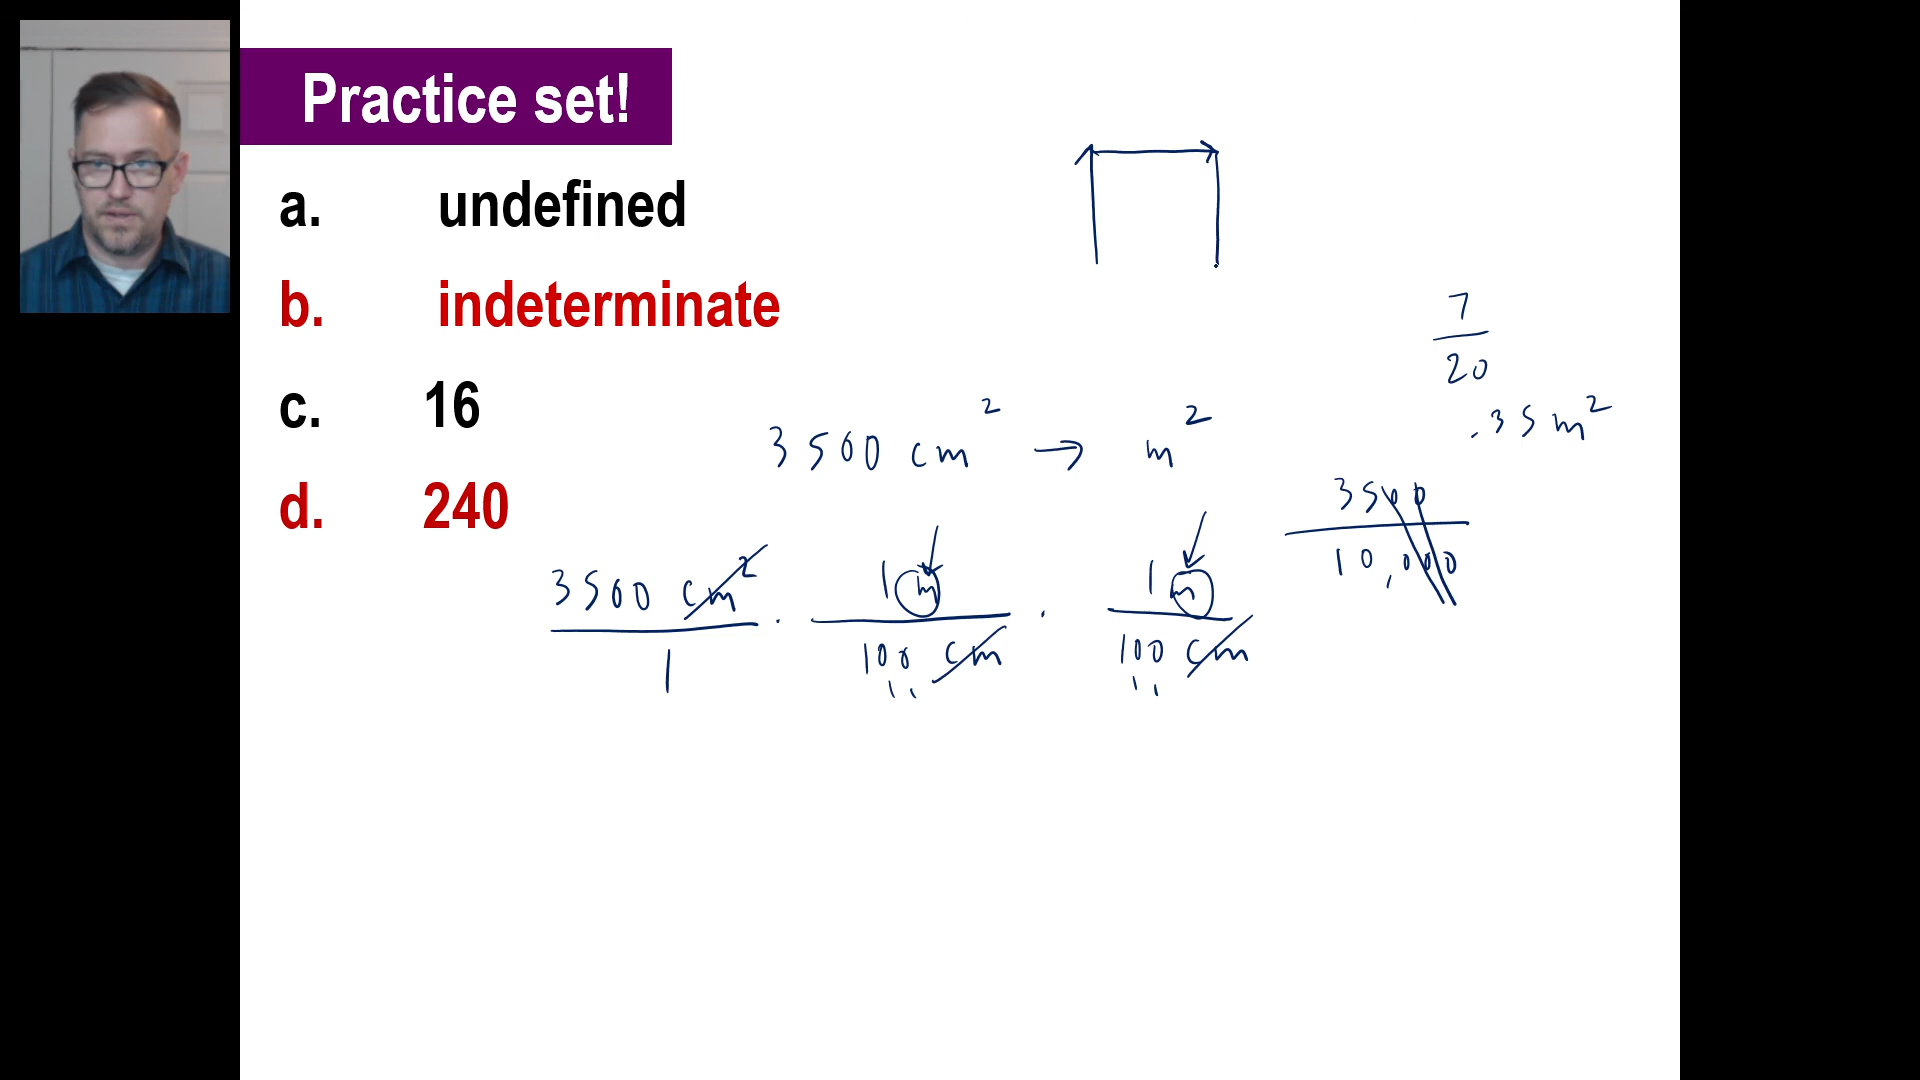 Practice set!
a. undefined
b. indeterminate
c. 16
d. 240
7
20
.35 m²
3500 cm² → m²
3500
10,000
3500 cm² · 1 m · 1 m
1 100 cm 100 cm